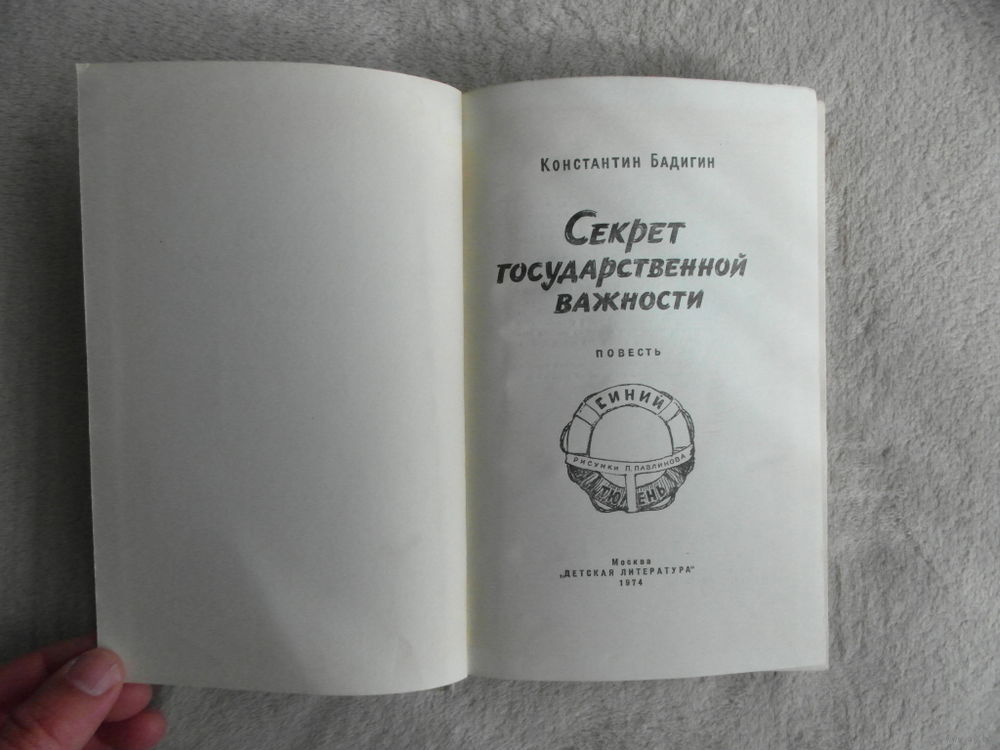 Константин Бадигин
Секрет
государственной
важности
ПОВЕСТЬ
СИНИЙ
РИСУНКИ П. ПАВЛИНОВА
ТЮЛЕНЬ
Москва
„ДЕТСКАЯ ЛИТЕРАТУРА"
1974